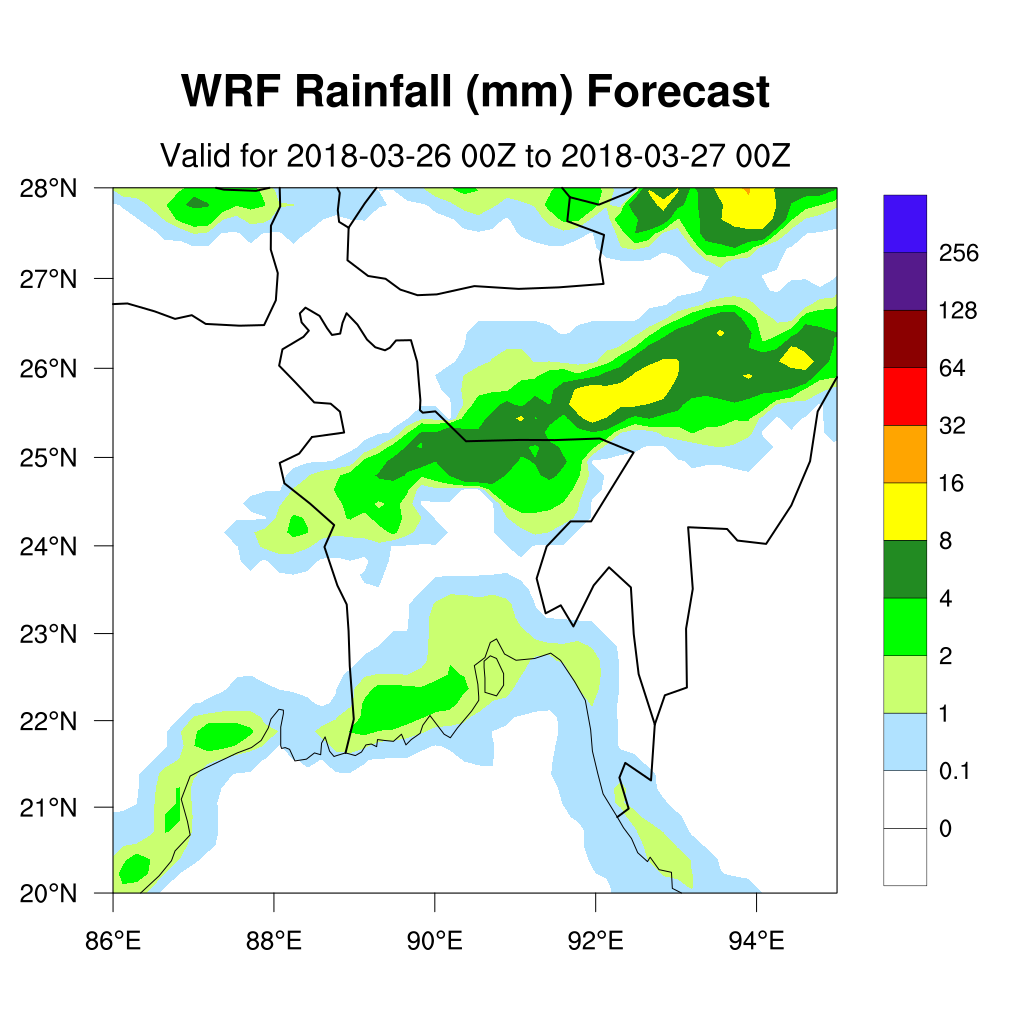 WRF Rainfall (mm) Forecast
Valid for 2018-03-26 00Z to 2018-03-27 00Z
28°N
27°N
26°N
25°N
24°N
23°N
22°N
21°N
20°N
86°E 88°E 90°E 92°E 94°E
256
128
64
32
16
8
4
2
1
0.1
0